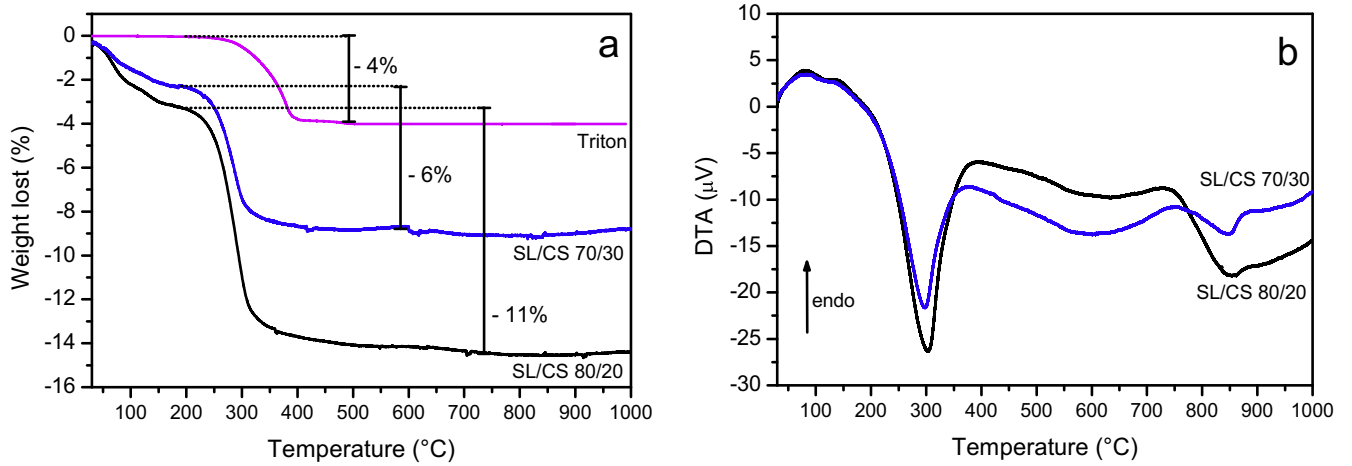 a
Weight lost (%)
0
-2
-4
-6
-8
-10
-12
-14
-16
- 4%
- 6%
- 11%
Triton
SL/CS 70/30
SL/CS 80/20
100 200 300 400 500 600 700 800 900 1000
Temperature (°C)
b
DTA (μV)
10
5
0
-5
-10
-15
-20
-25
-30
endo
SL/CS 70/30
SL/CS 80/20
100 200 300 400 500 600 700 800 900 1000
Temperature (°C)